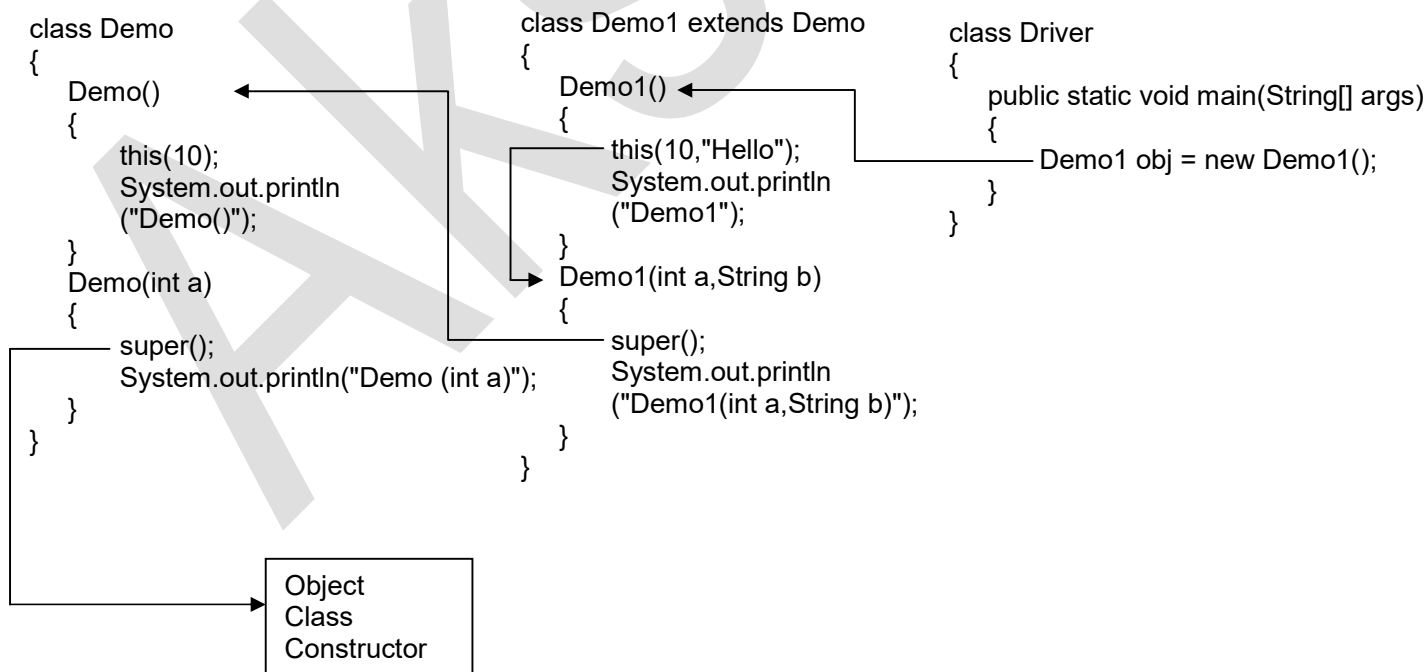 class Demo
{
Demo()
{
this(10);
System.out.println
("Demo()");
}
Demo(int a)
{
super();
System.out.println("Demo (int a)");
}
}
class Demo1 extends Demo
{
Demo1()
{
this(10,"Hello");
System.out.println
("Demo1");
}
Demo1(int a,String b)
{
super();
System.out.println
("Demo1(int a,String b)");
}
}
class Driver
{
public static void main(String[] args)
{
Demo1 obj = new Demo1();
}
}
Object
Class
Constructor